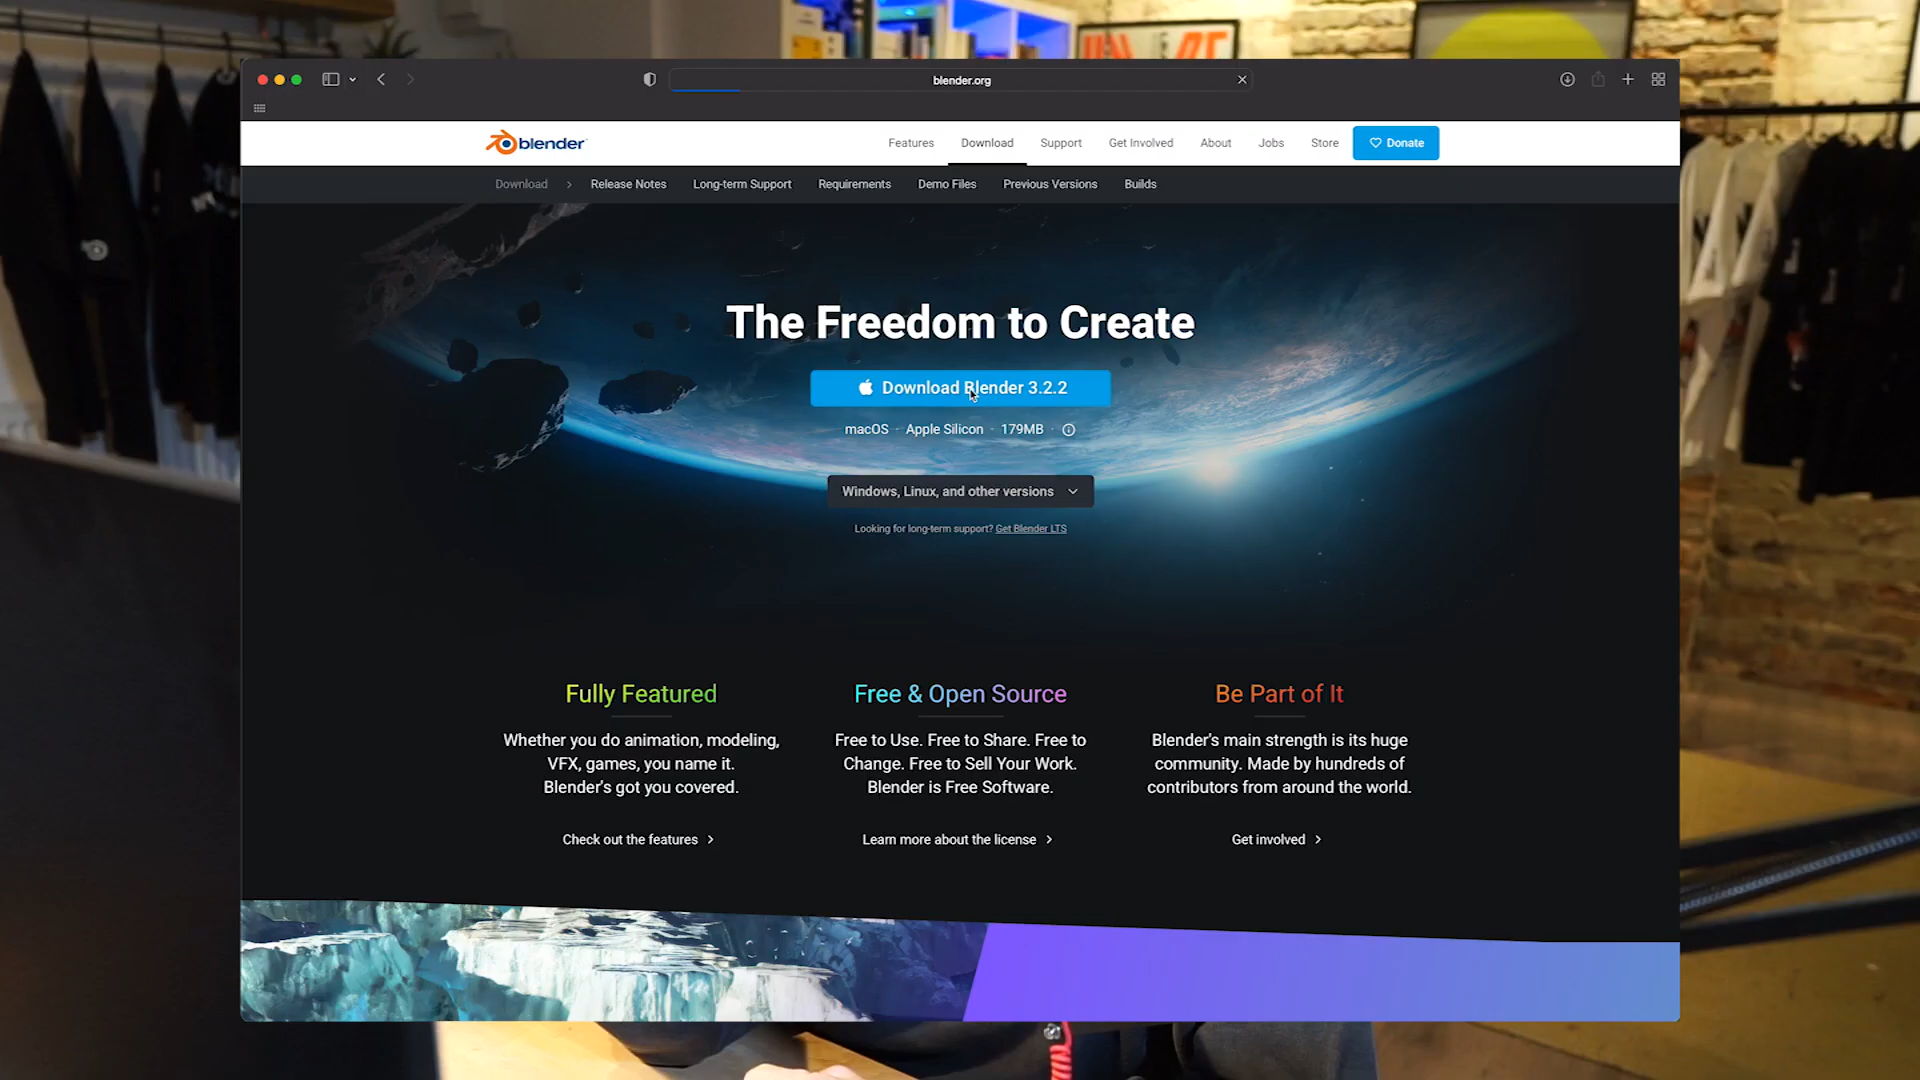 blender.org
blender
Features
Download
Support
Get Involved
About
Jobs
Store
Donate
Download
Release Notes
Long-term Support
Requirements
Demo Files
Previous Versions
Builds
The Freedom to Create
Download Blender 3.2.2
macOS · Apple Silicon · 179MB
Windows, Linux, and other versions
Looking for long-term support? Get Blender LTS
Fully Featured
Whether you do animation, modeling,
VFX, games, you name it.
Blender's got you covered.
Check out the features
Free & Open Source
Free to Use. Free to Share. Free to
Change. Free to Sell Your Work.
Blender is Free Software.
Learn more about the license
Be Part of It
Blender's main strength is its huge
community. Made by hundreds of
contributors from around the world.
Get involved